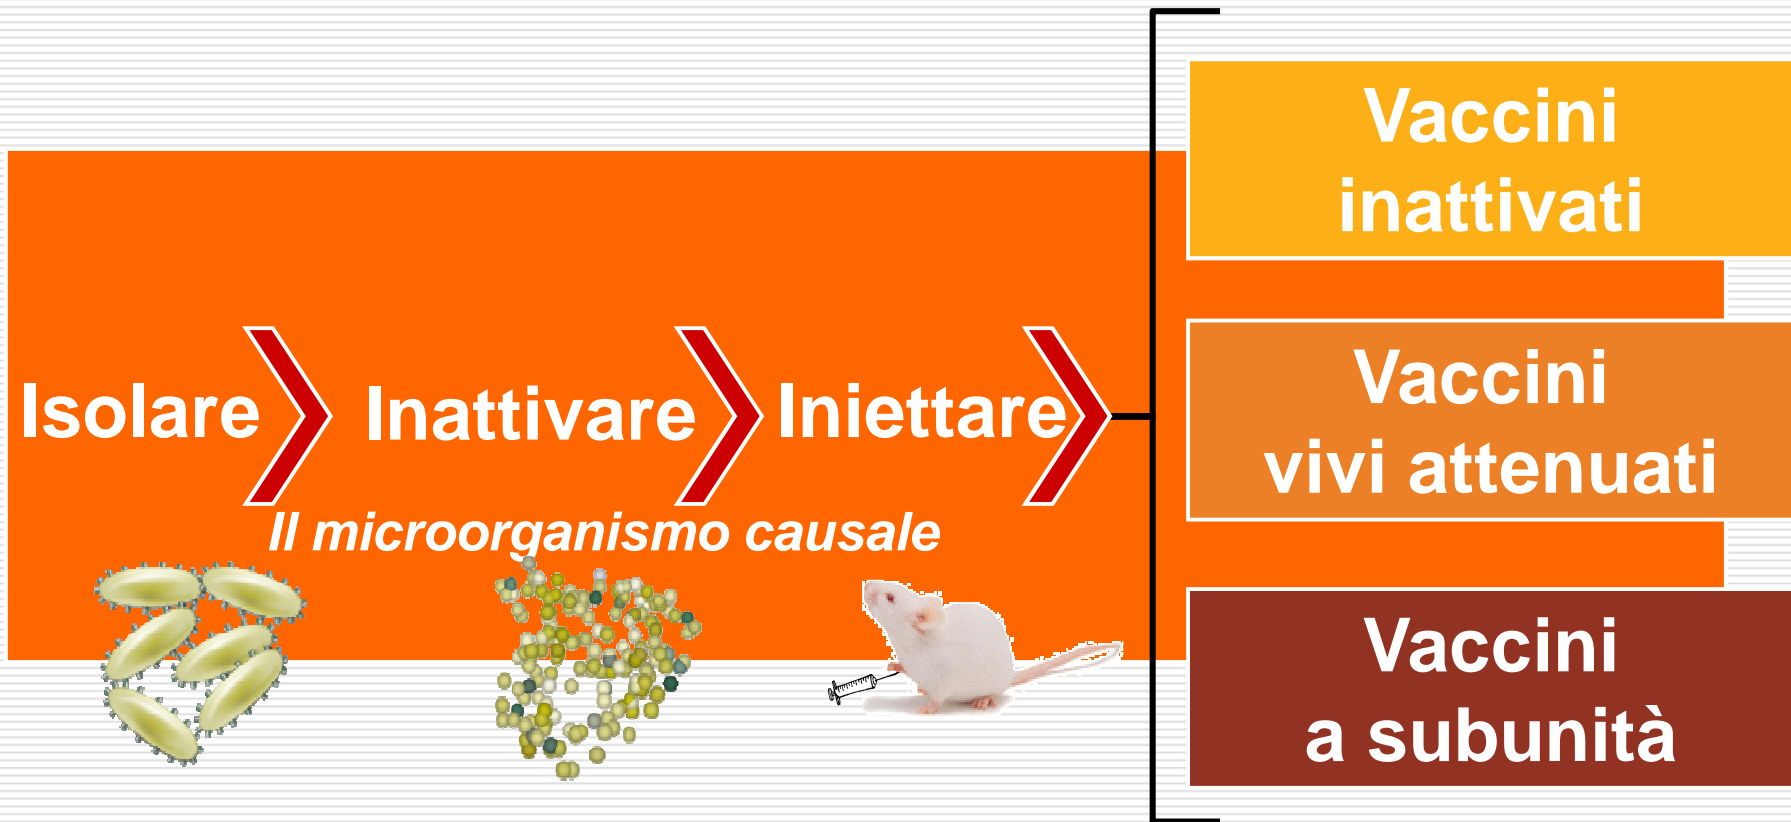 Isolare
Inattivare
Iniettare
Il microorganismo causale
Vaccini
inattivati
Vaccini
vivi attenuati
Vaccini
a subunità